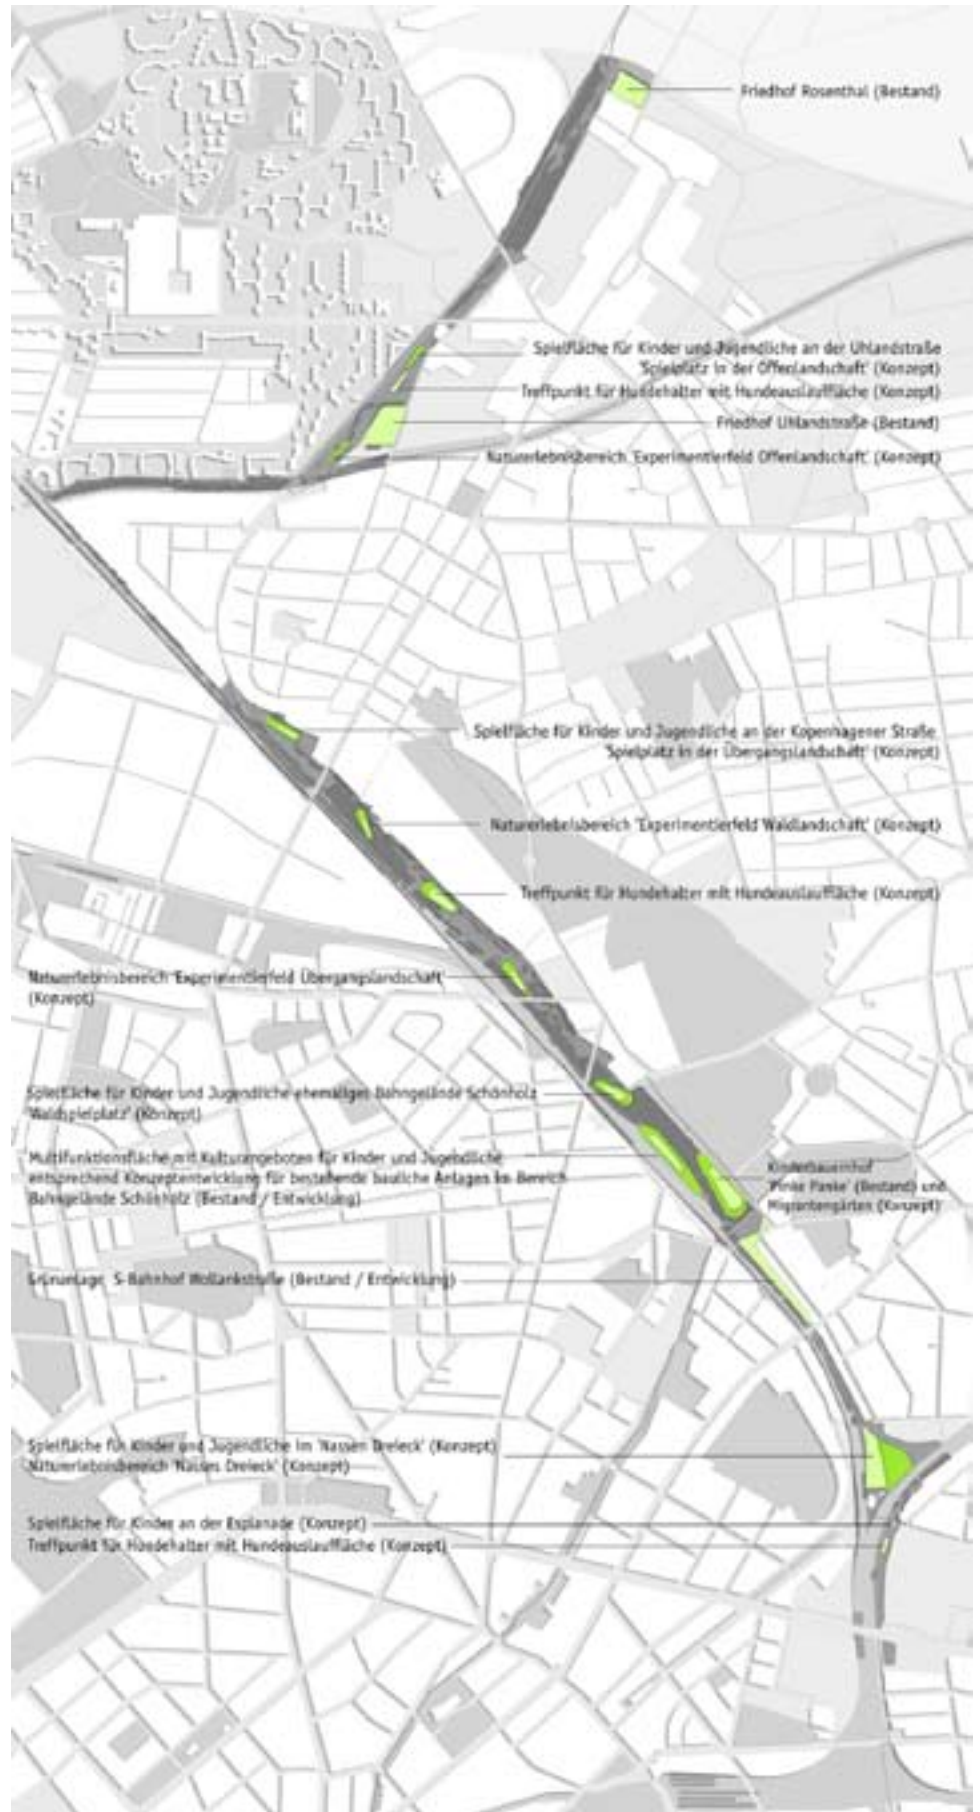 Friedhof Rosenthal (Bestand)
Spielfläche für Kinder und Jugendliche an der Uhlandstraße
'Spielplatz in der Offenlandschaft' (Konzept)
Treffpunkt für Hundehalter mit Hundeauslauffläche (Konzept)
Friedhof Uhlandstraße (Bestand)
Naturerlebnisbereich 'Experimentierfeld Offenlandschaft' (Konzept)
Spielfläche für Kinder und Jugendliche an der Kopenhagener Straße
'Spielplatz in der Übergangslandschaft' (Konzept)
Naturerlebnisbereich 'Experimentierfeld Waldlandschaft' (Konzept)
Treffpunkt für Hundehalter mit Hundeauslauffläche (Konzept)
Naturerlebnisbereich 'Experimentierfeld Übergangslandschaft'
(Konzept)
Spielfläche für Kinder und Jugendliche ehemaliges Bahngelände Schönholz
'Waldspielplatz' (Konzept)
Multifunktionsfläche mit Kulturangeboten für Kinder und Jugendliche
entsprechend Konzeptentwicklung für bestehende bauliche Anlagen im Bereich
Bahngelände Schönholz (Bestand / Entwicklung)
Kinderbauernhof
'Pinke Panke' (Bestand) und
Migrantengärten (Konzept)
Grünanlage S-Bahnhof Wollankstraße (Bestand / Entwicklung)
Spielfläche für Kinder und Jugendliche im 'Nassen Dreieck' (Konzept)
Naturerlebnisbereich 'Nasses Dreieck' (Konzept)
Spielfläche für Kinder an der Esplanade (Konzept)
Treffpunkt für Hundehalter mit Hundeauslauffläche (Konzept)